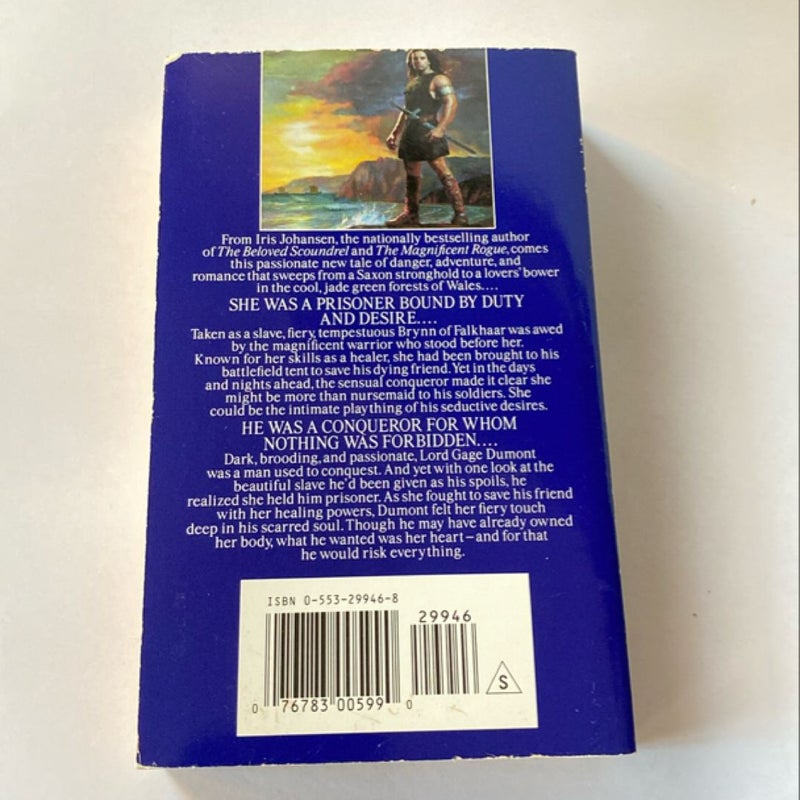 From Iris Johansen, the nationally bestselling author
of The Beloved Scoundrel and The Magnificent Rogue, comes
this passionate new tale of danger, adventure, and
romance that sweeps from a Saxon stronghold to a lovers' bower
in the cool, jade green forests of Wales....
SHE WAS A PRISONER BOUND BY DUTY
AND DESIRE....
Taken as a slave, fiery, tempestuous Brynn of Falkhaar was awed
by the magnificent warrior who stood before her.
Known for her skills as a healer, she had been brought to his
battlefield tent to save his dying friend. Yet in the days
and nights ahead, the sensual conqueror made it clear she
might be more than nursemaid to his soldiers. She
could be the intimate plaything of his seductive desires.
HE WAS A CONQUEROR FOR WHOM
NOTHING WAS FORBIDDEN....
Dark, brooding, and passionate, Lord Gage Dumont
was a man used to conquest. And yet with one look at the
beautiful slave he'd been given as his spoils, he
realized she held him prisoner. As she fought to save his friend
with her healing powers, Dumont felt her fiery touch
deep in his scarred soul. Though he may have already owned
her body, what he wanted was her heart—and for that
he would risk everything.
ISBN 0-553-29946-8
29946
S
0 76783 00599 0